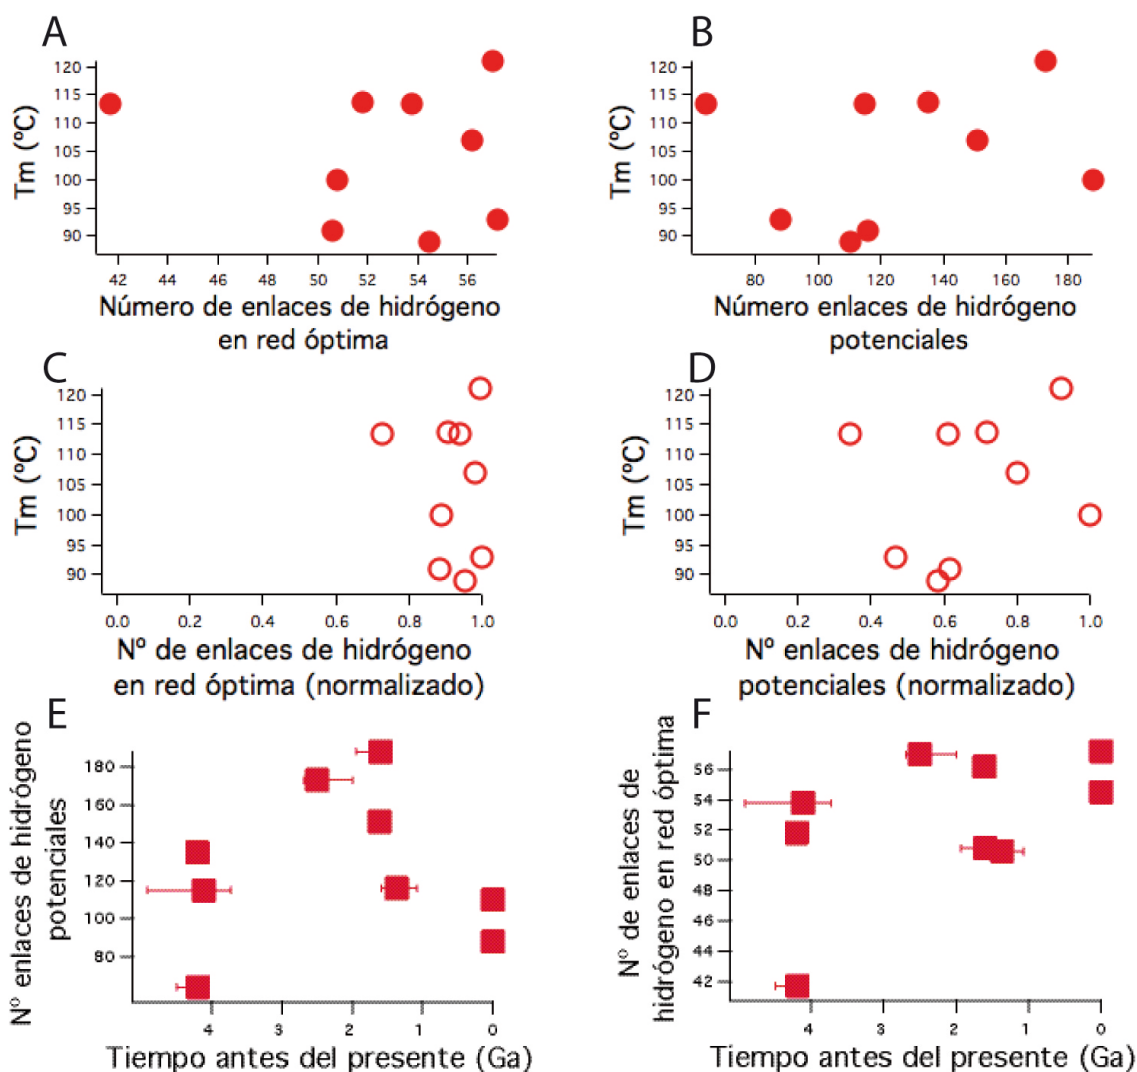 A
Tm (ºC)
120
115
110
105
100
95
90
42 44 46 48 50 52 54 56
Número de enlaces de hidrógeno
en red óptima
B
Tm (ºC)
120
115
110
105
100
95
90
80 100 120 140 160 180
Número enlaces de hidrógeno
potenciales
C
Tm (ºC)
120
115
110
105
100
95
90
0.0 0.2 0.4 0.6 0.8 1.0
Nº de enlaces de hidrógeno
en red óptima (normalizado)
D
Tm (ºC)
120
115
110
105
100
95
90
0.0 0.2 0.4 0.6 0.8 1.0
Nº enlaces de hidrógeno
potenciales (normalizado)
E
Nº enlaces de hidrógeno
potenciales
180
160
140
120
100
80
4 3 2 1 0
Tiempo antes del presente (Ga)
F
Nº de enlaces de
hidrógeno en red óptima
56
54
52
50
48
46
44
42
4 3 2 1 0
Tiempo antes del presente (Ga)